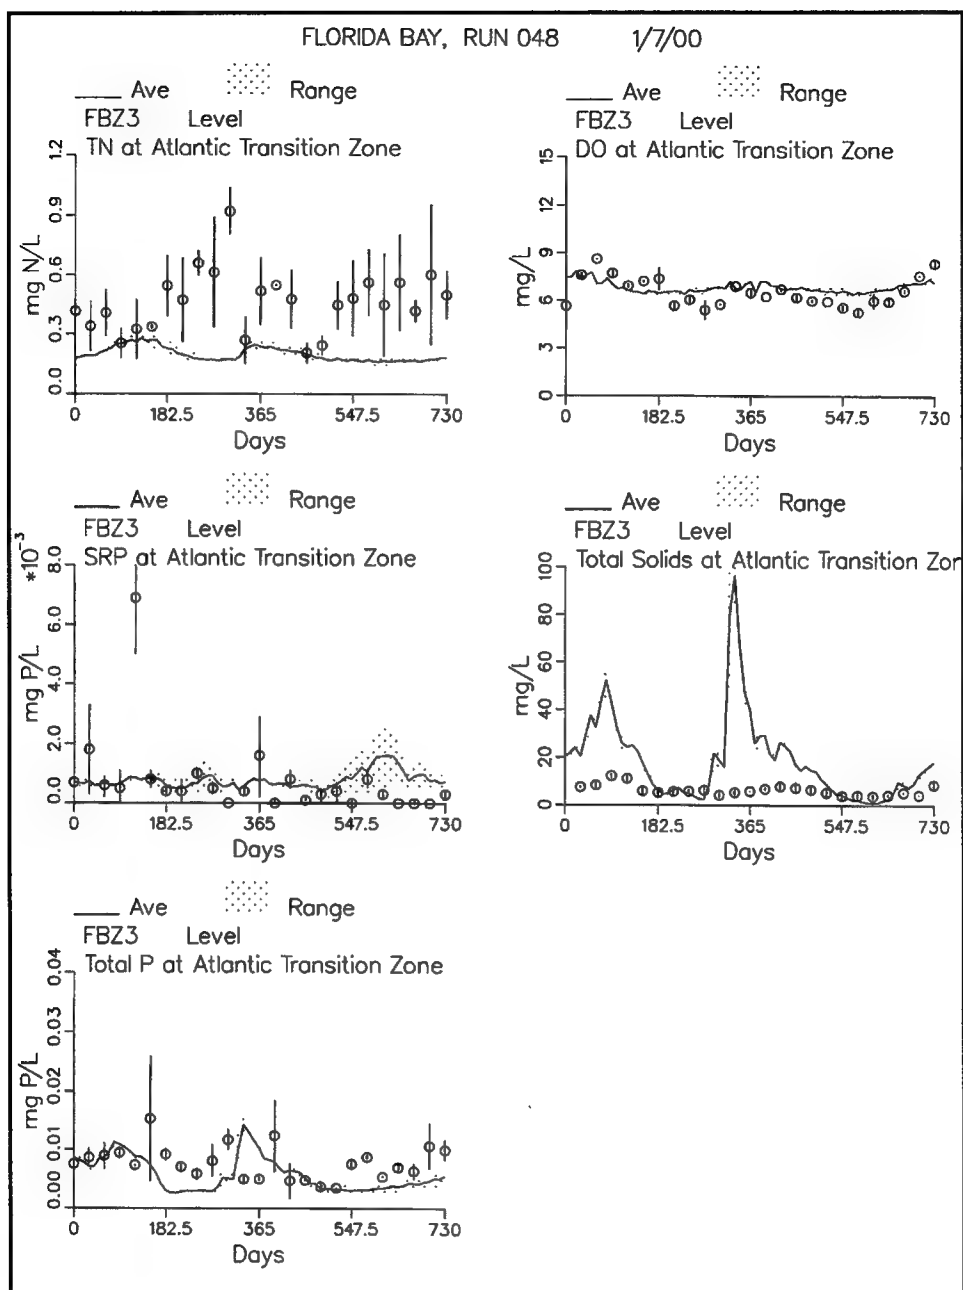 FLORIDA BAY, RUN 048 1/7/00
Ave Range
FBZ3 Level
TN at Atlantic Transition Zone
mg N/L
1.2
0.9
0.6
0.3
0.0
0 182.5 365 547.5 730
Days
Ave Range
FBZ3 Level
DO at Atlantic Transition Zone
mg/L
15
12
9
6
3
0
0 182.5 365 547.5 730
Days
Ave Range
FBZ3 Level
SRP at Atlantic Transition Zone
mg P/L *10-3
8.0
6.0
4.0
2.0
0.0
0 182.5 365 547.5 730
Days
Ave Range
FBZ3 Level
Total Solids at Atlantic Transition Zor
mg/L
100
80
60
40
20
0
0 182.5 365 547.5 730
Days
Ave Range
FBZ3 Level
Total P at Atlantic Transition Zone
mg P/L
0.04
0.03
0.02
0.01
0.00
0 182.5 365 547.5 730
Days